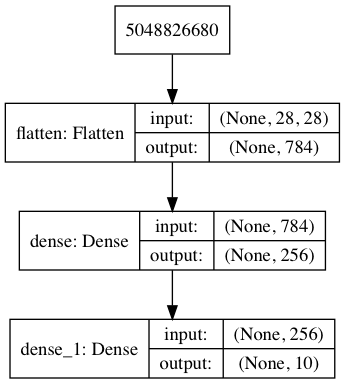 5048826680
flatten: Flatten
input: (None, 28, 28)
output: (None, 784)
dense: Dense
input: (None, 784)
output: (None, 256)
dense_1: Dense
input: (None, 256)
output: (None, 10)